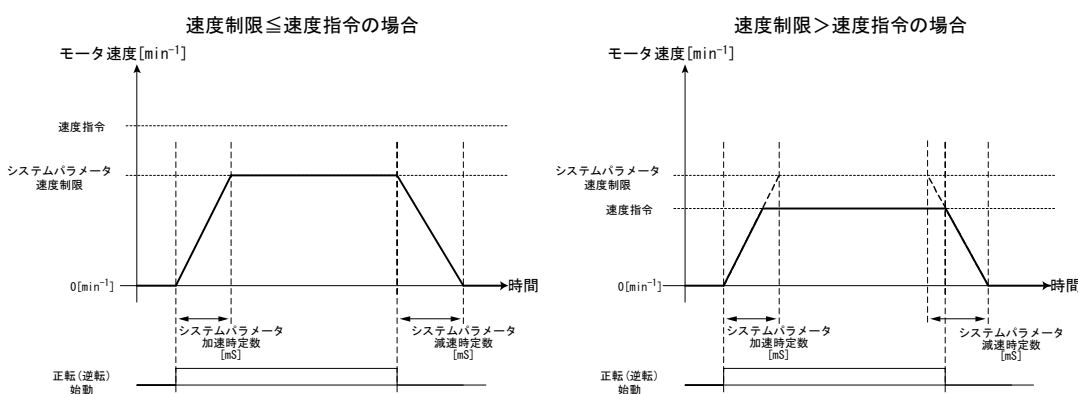 速度制限≦速度指令の場合
モータ速度[min⁻¹]
速度指令
システムパラメータ
速度制限
0[min⁻¹]
時間
システムパラメータ
加速時定数
[mS]
システムパラメータ
減速時定数
[mS]
正転(逆転)
始動
速度制限＞速度指令の場合
モータ速度[min⁻¹]
システムパラメータ
速度制限
速度指令
0[min⁻¹]
時間
システムパラメータ
加速時定数
[mS]
システムパラメータ
減速時定数
[mS]
正転(逆転)
始動